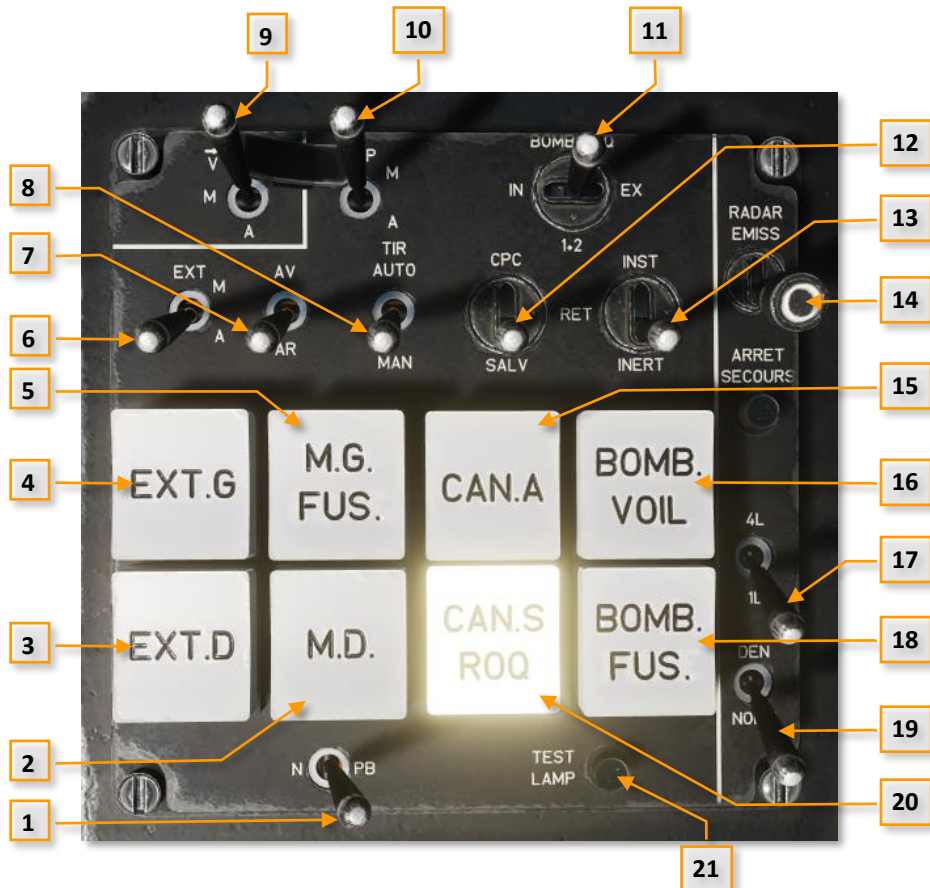 9
10
11
BOMB
12
→
V
P
8
M
M
IN
EX
RADAR
EMISS
13
A
A
1+2
7
EXT
M
AV
TIR
AUTO
CPC
INST
14
6
A
AR
MAN
RET
SALV
INERT
ARRET
SECOURS
5
15
4
EXT.G
M.G.
FUS.
CAN.A
BOMB.
VOIL
16
4L
17
1L
3
EXT.D
M.D.
CAN.S
ROQ
BOMB.
FUS.
18
DEN
19
2
N
PB
TEST
LAMP
20
1
21